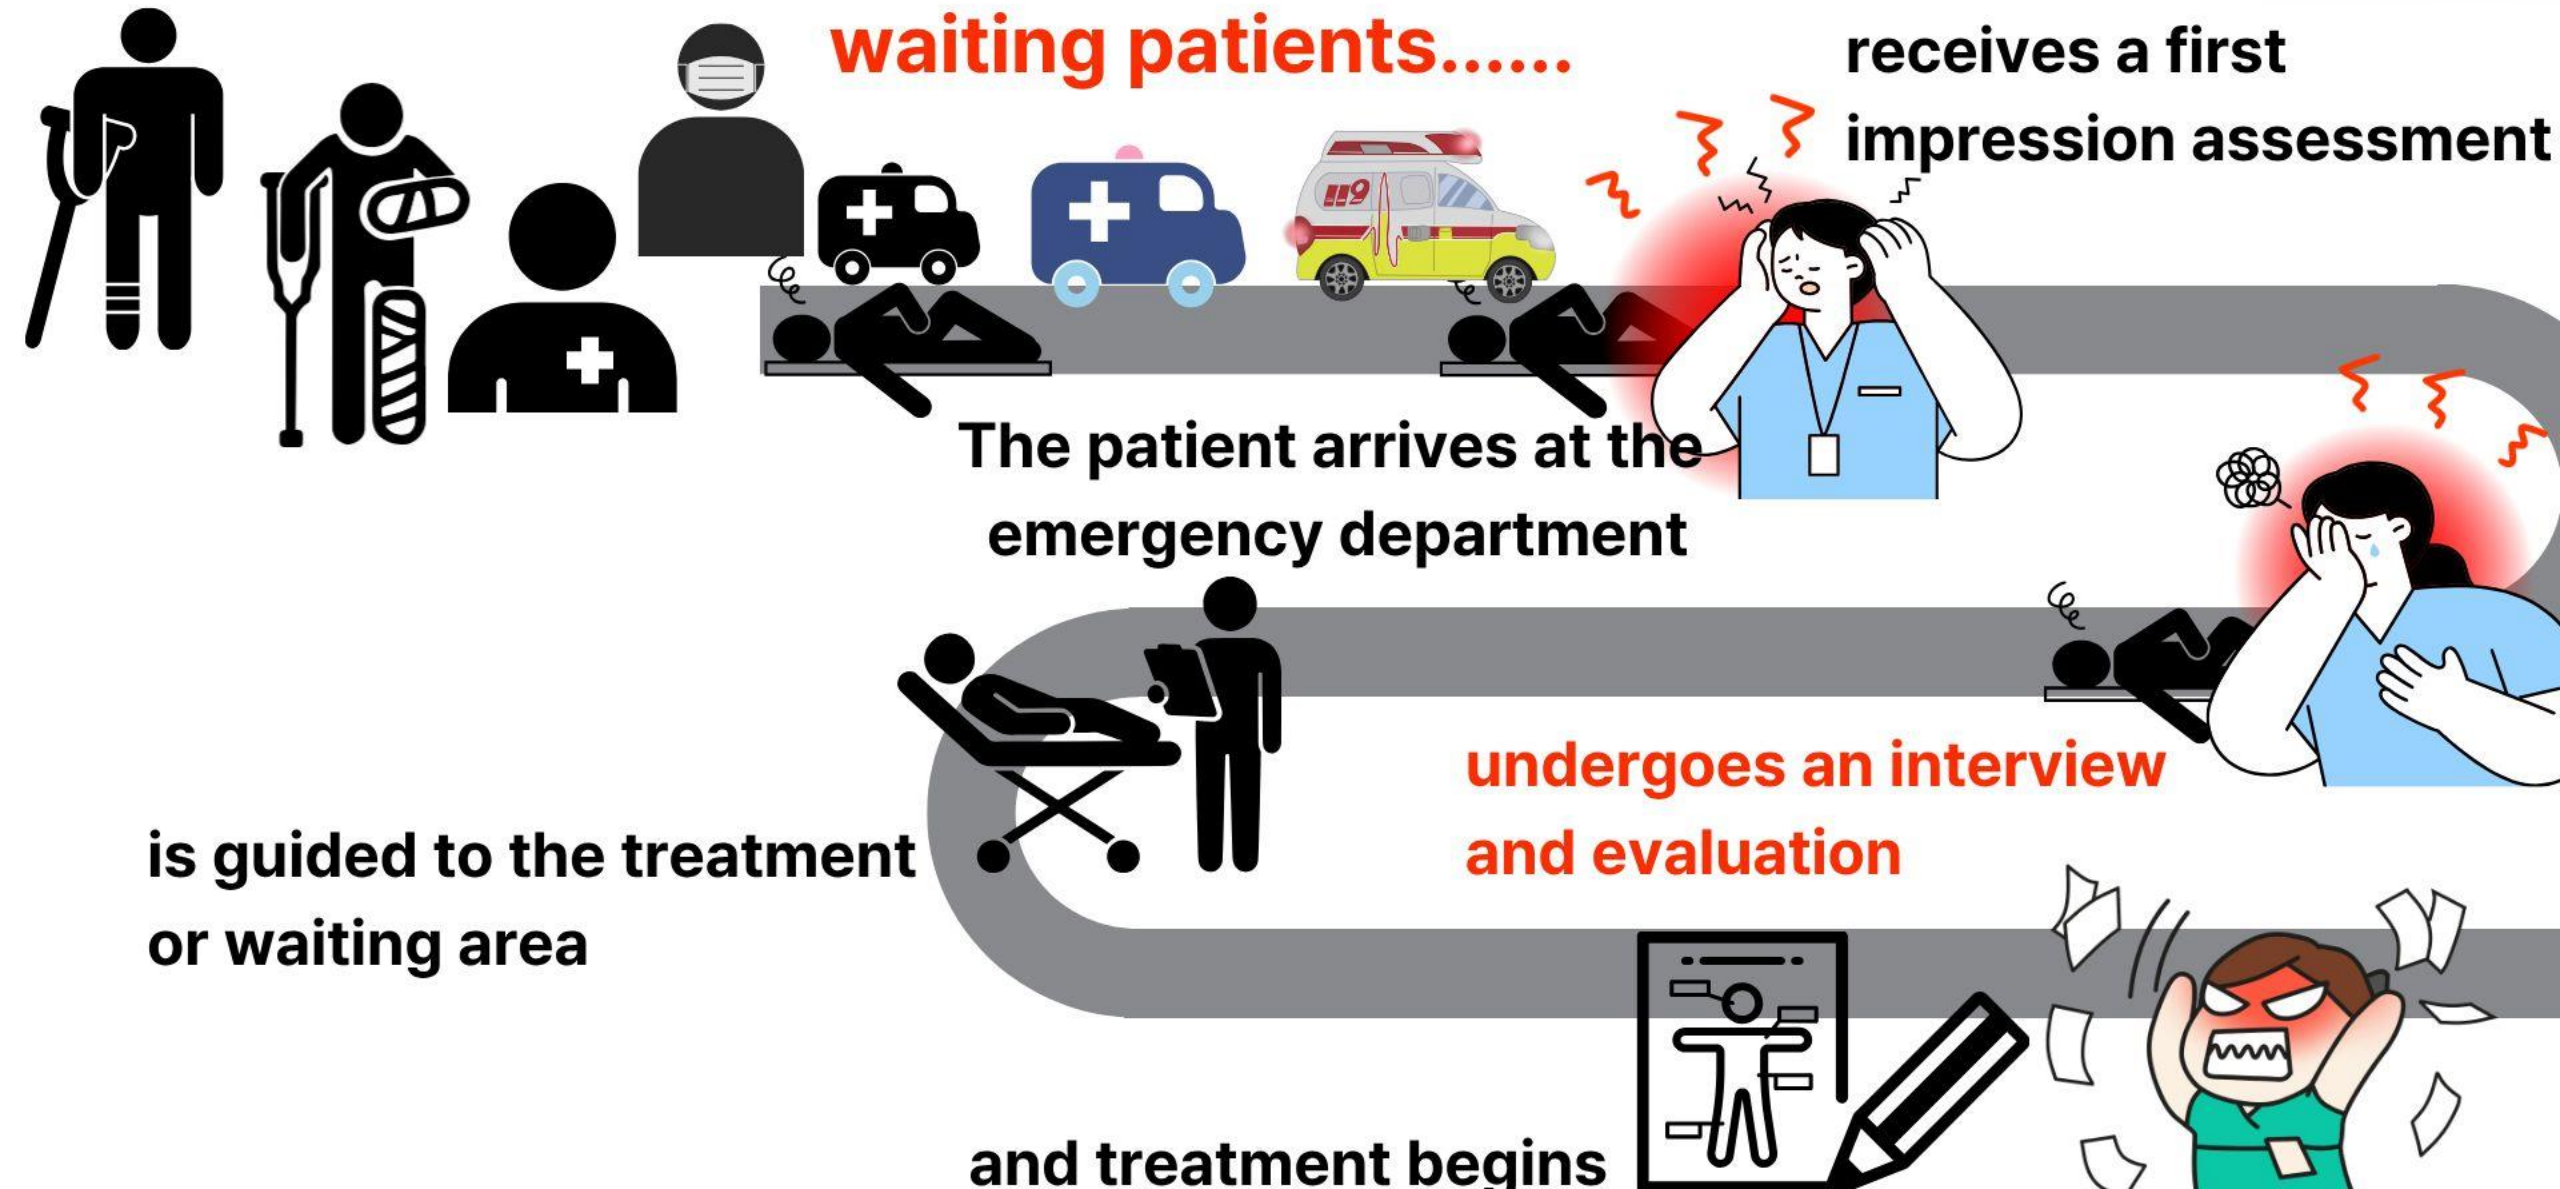 waiting patients......
receives a first
impression assessment
119
The patient arrives at the
emergency department
undergoes an interview
and evaluation
is guided to the treatment
or waiting area
and treatment begins